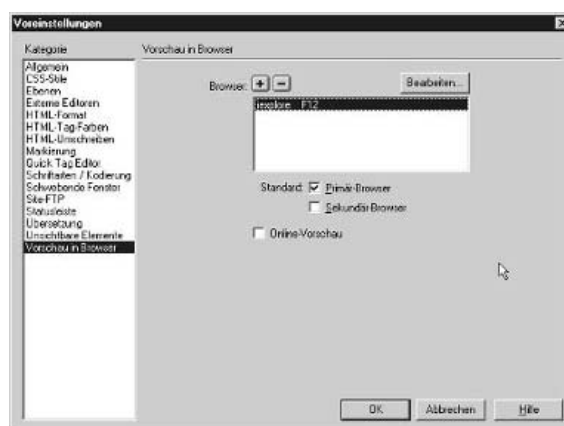 Voreinstellungen
Kategorie
Vorschau in Browser
Allgemein
CSS-Stile
Ebenen
Externe Editoren
HTML-Format
HTML-Tag-Farben
HTML-Umschreiben
Markierung
Quick Tag Editor
Schriftarten / Kodierung
Schwebende Fenster
Site-FTP
Statusleiste
Übersetzung
Unsichtbare Elemente
Vorschau in Browser
Browser: + − Bearbeiten...
iexplore F12
Standard: Primär-Browser
Sekundär-Browser
Online-Vorschau
OK Abbrechen Hilfe